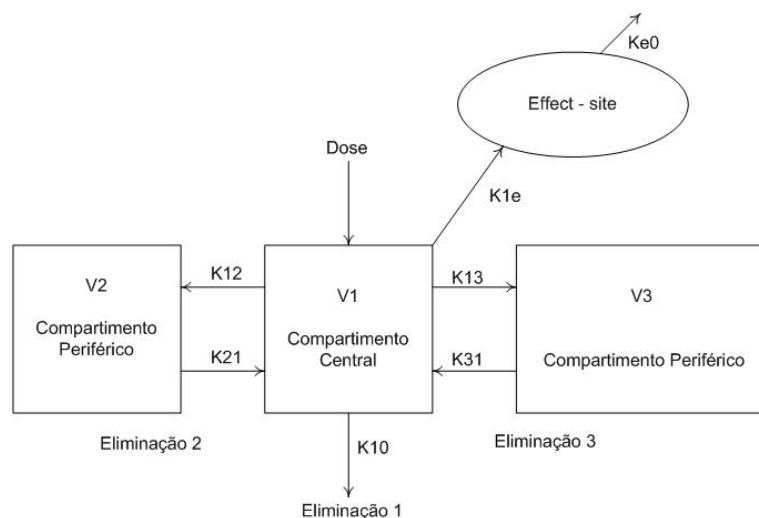 Ke0
Effect - site
Dose
K1e
V2
Compartimento
Periférico
K12
K21
V1
Compartimento
Central
K13
K31
V3
Compartimento Periférico
Eliminação 2
K10
Eliminação 3
Eliminação 1